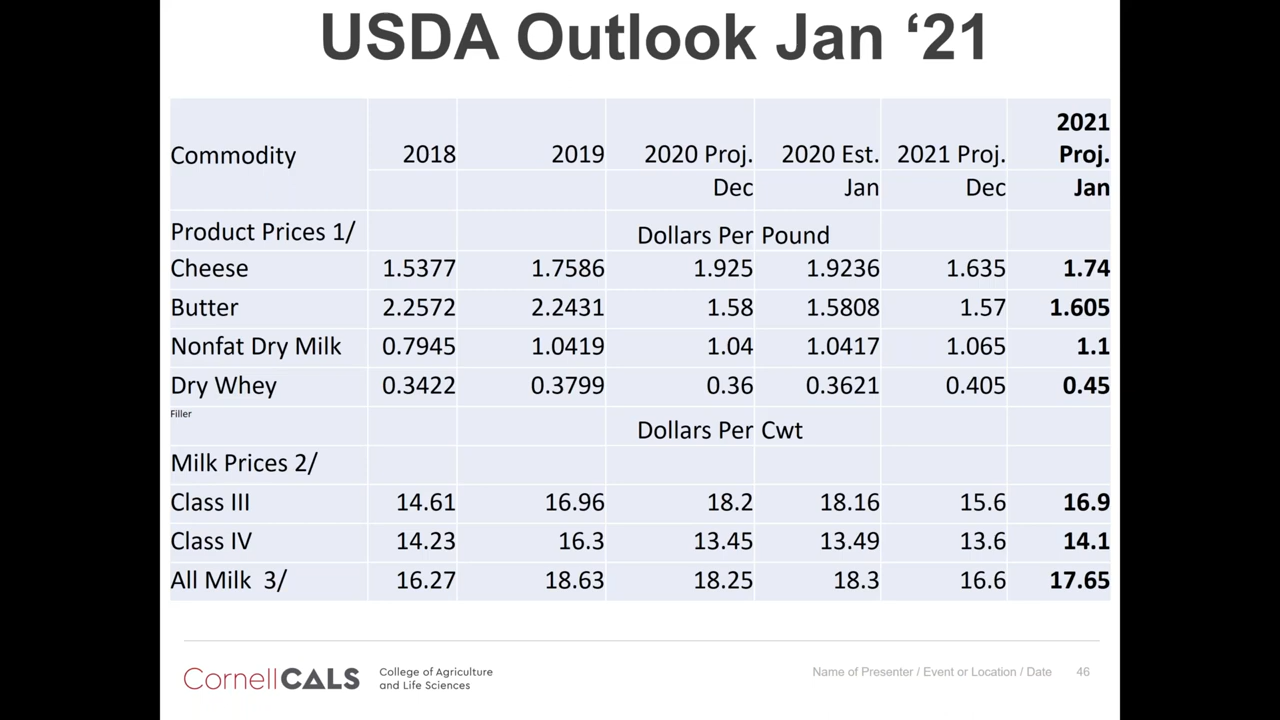 USDA Outlook Jan ‘21
Commodity 2018 2019 2020 Proj. 2020 Est. 2021 Proj. 2021 Proj.
Dec Jan Dec Jan
Product Prices 1/ Dollars Per Pound
Cheese 1.5377 1.7586 1.925 1.9236 1.635 1.74
Butter 2.2572 2.2431 1.58 1.5808 1.57 1.605
Nonfat Dry Milk 0.7945 1.0419 1.04 1.0417 1.065 1.1
Dry Whey 0.3422 0.3799 0.36 0.3621 0.405 0.45
Filler
Dollars Per Cwt
Milk Prices 2/
Class III 14.61 16.96 18.2 18.16 15.6 16.9
Class IV 14.23 16.3 13.45 13.49 13.6 14.1
All Milk 3/ 16.27 18.63 18.25 18.3 16.6 17.65
CornellCALS College of Agriculture
and Life Sciences
Name of Presenter / Event or Location / Date 46